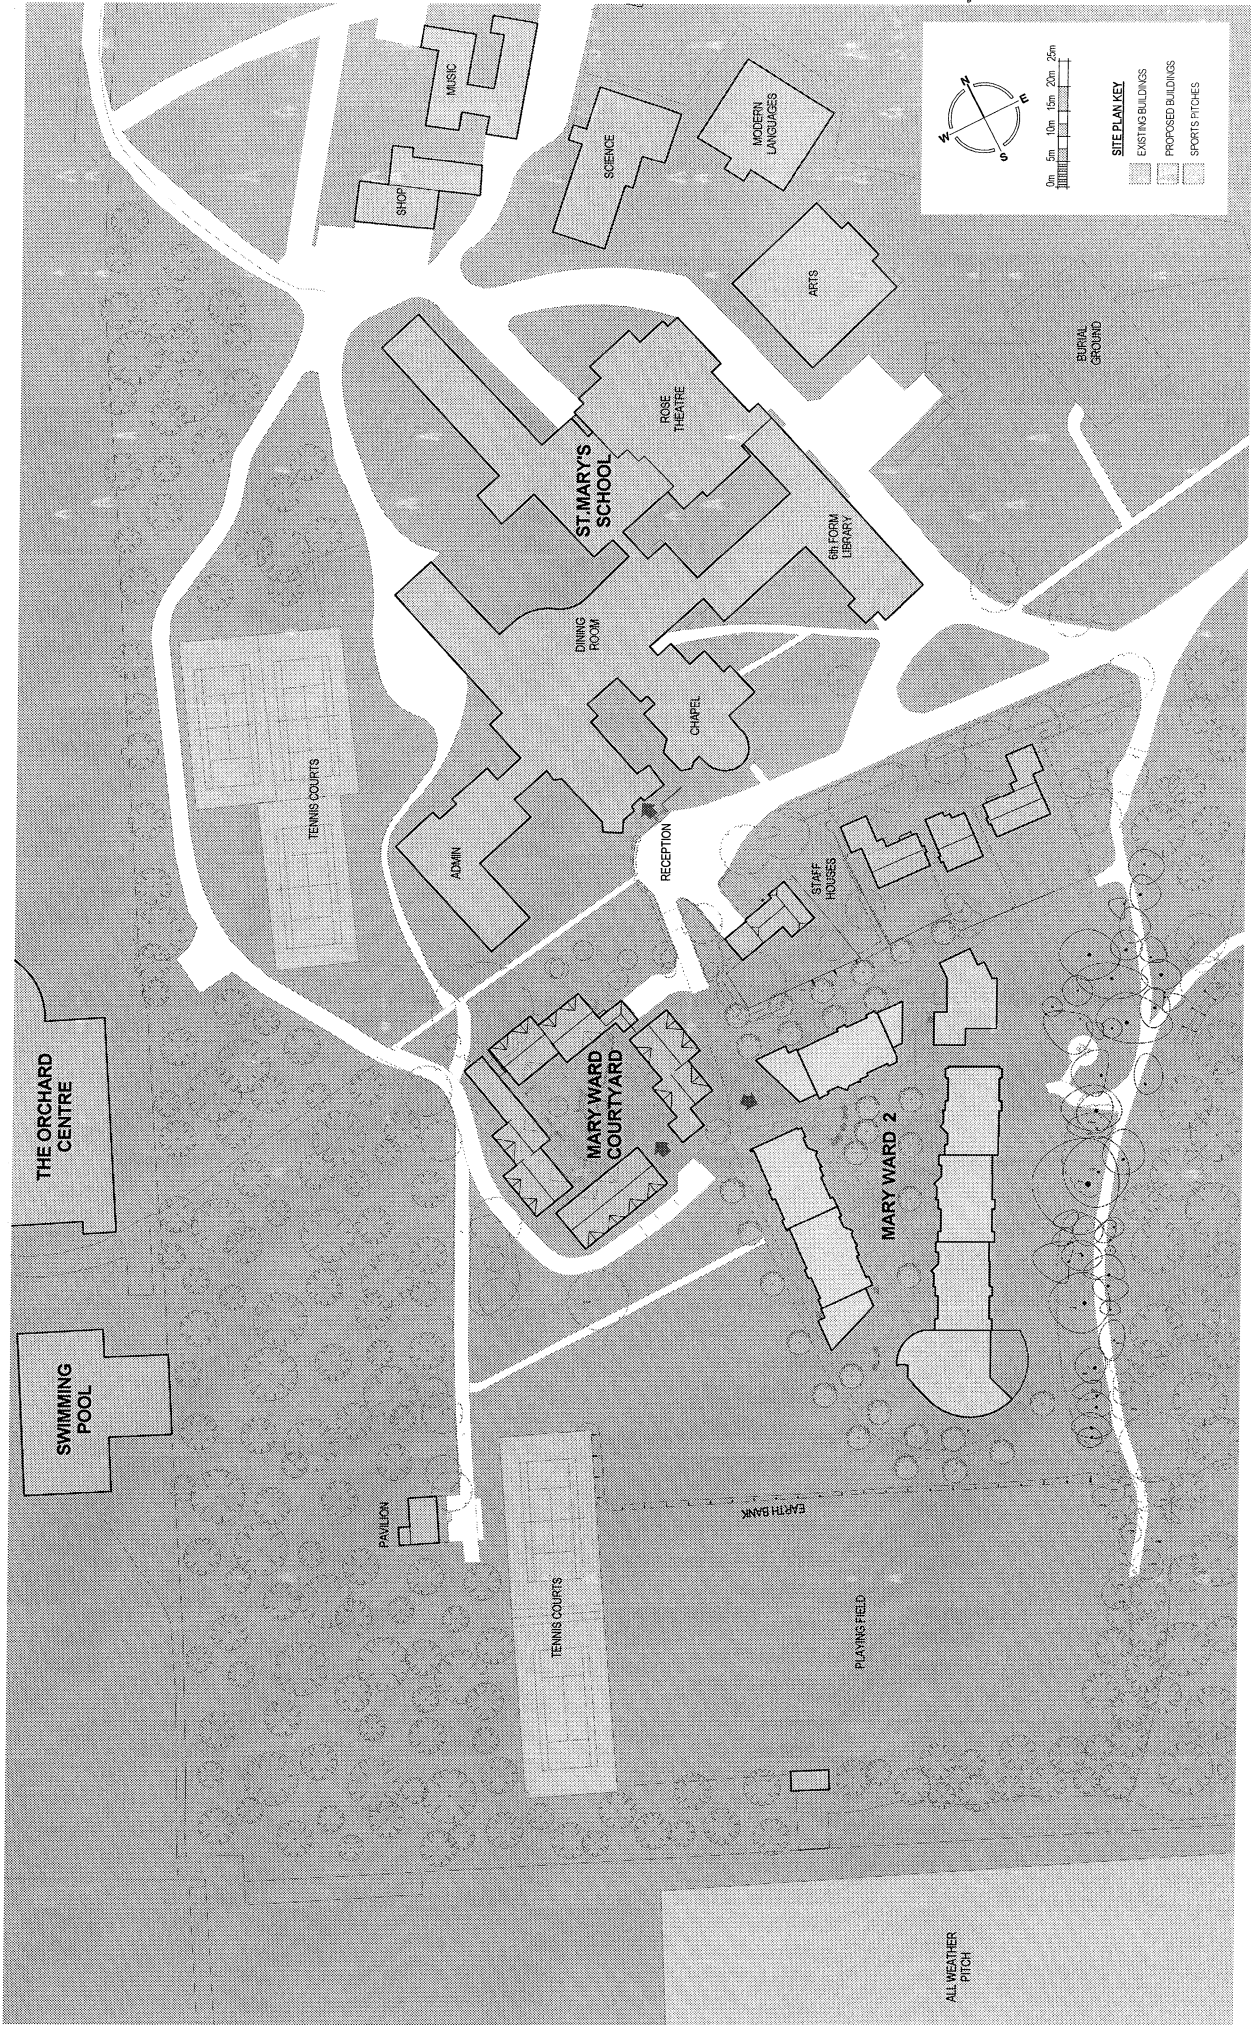 MUSIC
SHOP
SCIENCE
MODERN
LANGUAGES
ARTS
N
E
S
W
0m 5m 10m 15m 20m 25m
SITE PLAN KEY
EXISTING BUILDINGS
PROPOSED BUILDINGS
SPORTS PITCHES
BURIAL
GROUND
ROSE
THEATRE
ST.MARY'S
SCHOOL
6th FORM
LIBRARY
DINING
ROOM
CHAPEL
TENNIS COURTS
ADMIN
RECEPTION
STAFF
HOUSES
THE ORCHARD
CENTRE
MARY WARD
COURTYARD
MARY WARD 2
SWIMMING
POOL
PAVILION
EARTH BANK
TENNIS COURTS
PLAYING FIELD
ALL WEATHER
PITCH